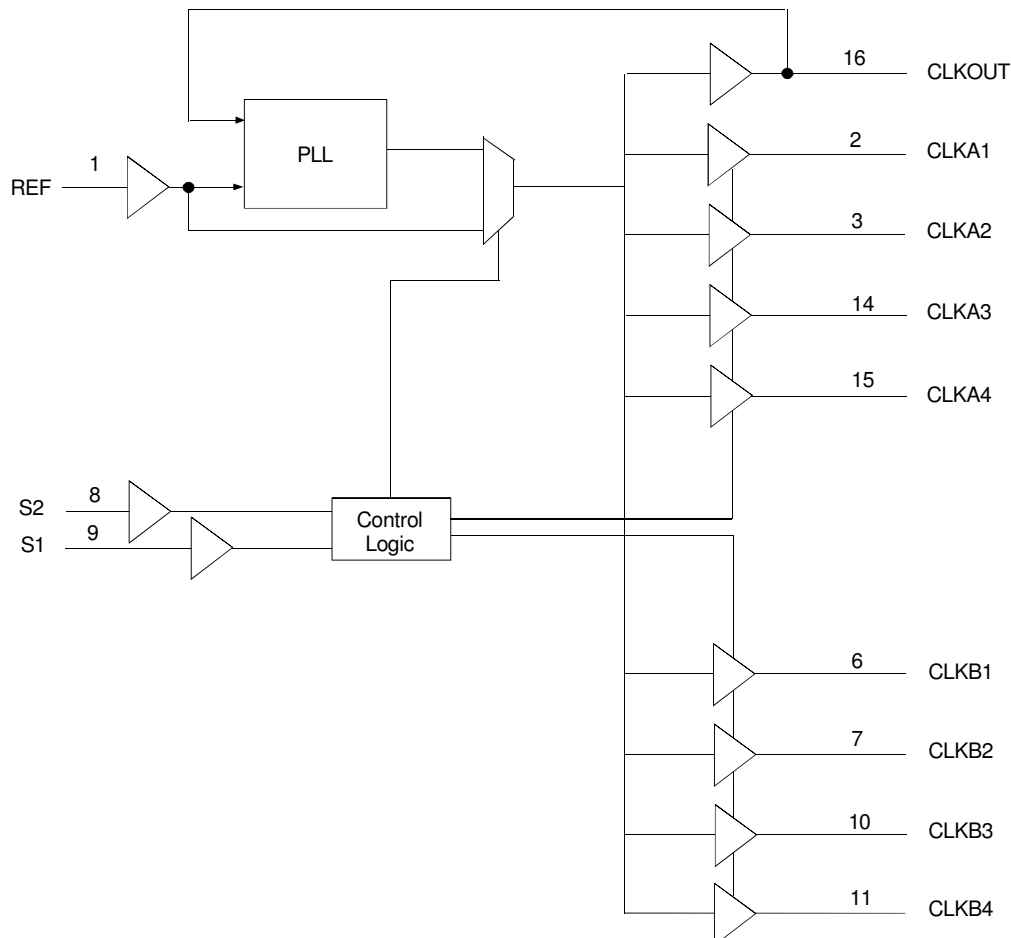 16 CLKOUT
PLL
2 CLKA1
1
REF
3 CLKA2
14 CLKA3
15 CLKA4
S2 8
S1 9
Control
Logic
6 CLKB1
7 CLKB2
10 CLKB3
11 CLKB4